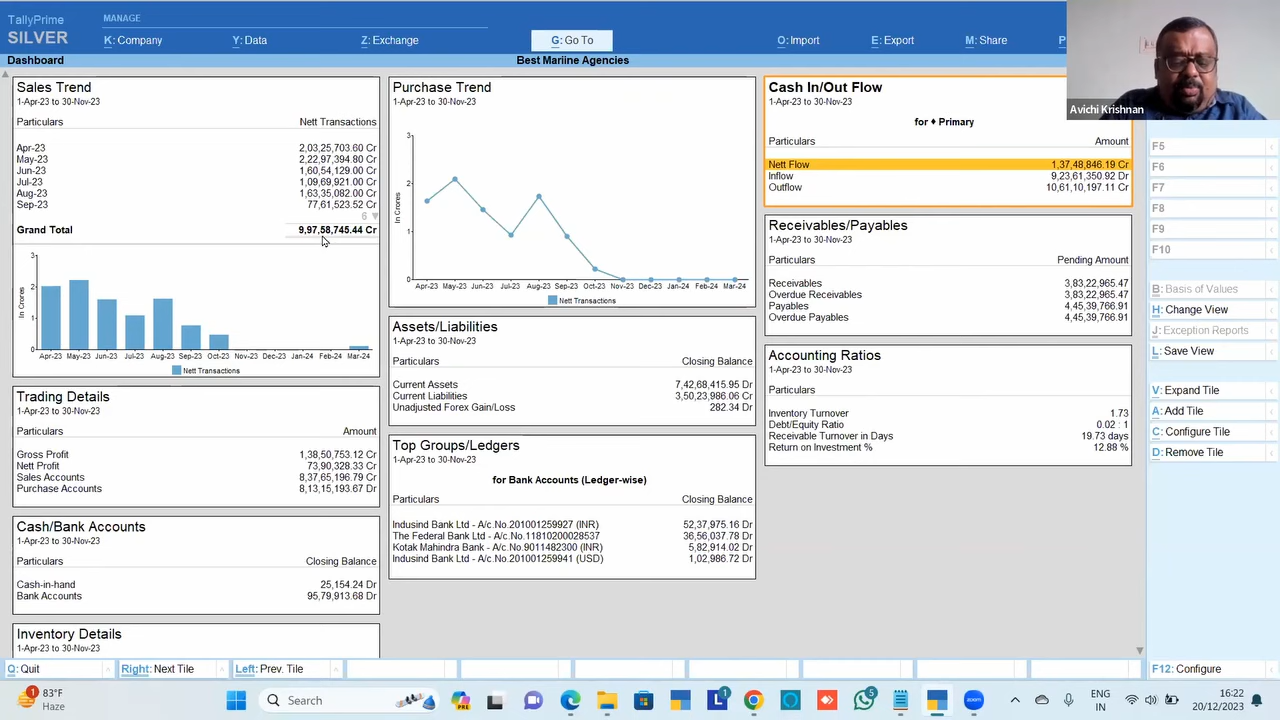 TallyPrime
SILVER
MANAGE
K: Company
Y: Data
Z: Exchange
G: Go To
O: Import
E: Export
M: Share
P
Avichi Krishnan
Dashboard
Best Mariine Agencies
Sales Trend
1-Apr-23 to 30-Nov-23
Particulars Nett Transactions
Apr-23 2,03,25,703.60 Cr
May-23 2,22,97,394.80 Cr
Jun-23 1,60,54,129.00 Cr
Jul-23 1,09,69,921.00 Cr
Aug-23 1,63,35,082.00 Cr
Sep-23 77,61,523.52 Cr
6 ▼
Grand Total 9,97,58,745.44 Cr
3
2
1
0
In Crores
Apr-23 May-23 Jun-23 Jul-23 Aug-23 Sep-23 Oct-23 Nov-23 Dec-23 Jan-24 Feb-24 Mar-24
Nett Transactions
Trading Details
1-Apr-23 to 30-Nov-23
Particulars Amount
Gross Profit 1,38,50,753.12 Cr
Nett Profit 73,90,328.33 Cr
Sales Accounts 8,37,65,196.79 Cr
Purchase Accounts 8,13,15,193.67 Dr
Cash/Bank Accounts
1-Apr-23 to 30-Nov-23
Particulars Closing Balance
Cash-in-hand 25,154.24 Dr
Bank Accounts 95,79,913.68 Dr
Inventory Details
1-Apr-23 to 30-Nov-23
Purchase Trend
1-Apr-23 to 30-Nov-23
3
2
1
0
In Crores
Apr-23 May-23 Jun-23 Jul-23 Aug-23 Sep-23 Oct-23 Nov-23 Dec-23 Jan-24 Feb-24 Mar-24
Nett Transactions
Assets/Liabilities
1-Apr-23 to 30-Nov-23
Particulars Closing Balance
Current Assets 7,42,68,415.95 Dr
Current Liabilities 3,50,23,986.06 Cr
Unadjusted Forex Gain/Loss 282.34 Dr
Top Groups/Ledgers
1-Apr-23 to 30-Nov-23
for Bank Accounts (Ledger-wise)
Particulars Closing Balance
Indusind Bank Ltd - A/c.No.201001259927 (INR) 52,37,975.16 Dr
The Federal Bank Ltd - A/c No.11810200028537 36,56,037.78 Dr
Kotak Mahindra Bank - A/c No.9011482300 (INR) 5,82,914.02 Dr
Indusind Bank Ltd - A/c.No.201001259941 (USD) 1,02,986.72 Dr
Cash In/Out Flow
1-Apr-23 to 30-Nov-23
for ♦ Primary
Particulars Amount
Nett Flow 1,37,48,846.19 Cr
Inflow 9,23,61,350.92 Dr
Outflow 10,61,10,197.11 Cr
Receivables/Payables
1-Apr-23 to 30-Nov-23
Particulars Pending Amount
Receivables 3,83,22,965.47
Overdue Receivables 3,83,22,965.47
Payables 4,45,39,766.91
Overdue Payables 4,45,39,766.91
Accounting Ratios
1-Apr-23 to 30-Nov-23
Particulars
Inventory Turnover 1.73
Debt/Equity Ratio 0.02 : 1
Receivable Turnover in Days 19.73 days
Return on Investment % 12.88 %
F5
F6
F7
F8
F9
F10
B: Basis of Values
H: Change View
J: Exception Reports
L: Save View
V: Expand Tile
A: Add Tile
C: Configure Tile
D: Remove Tile
F12: Configure
Q: Quit
Right: Next Tile
Left: Prev. Tile
1
83°F
Haze
Search
L
1
5
ENG
IN
16:22
20/12/2023